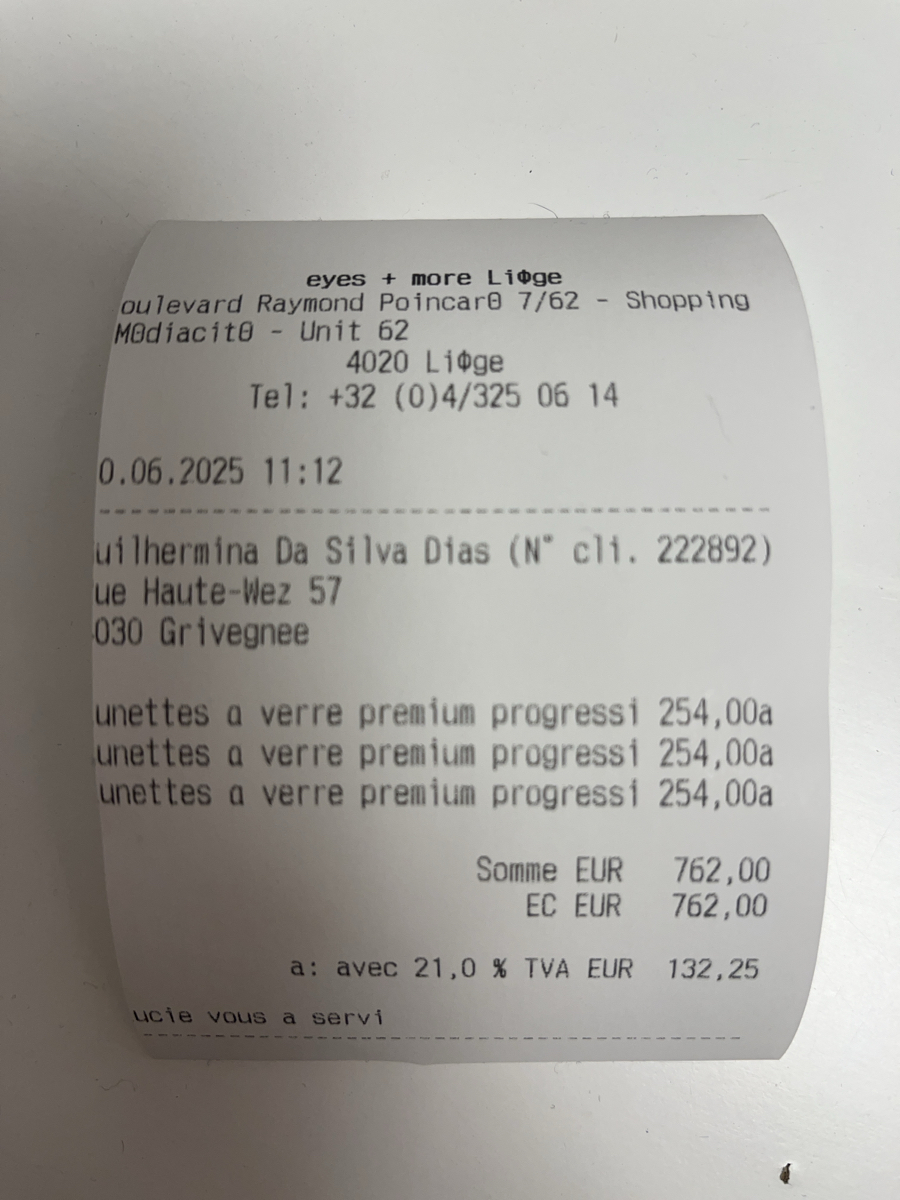 eyes + more LiΦge
oulevard Raymond Poincar0 7/62 - Shopping
M0diacit0 - Unit 62
4020 LiΦge
Tel: +32 (0)4/325 06 14
0.06.2025 11:12
uilhermina Da Silva Dias (N° cli. 222892)
ue Haute-Wez 57
030 Grivegnee
unettes a verre premium progressi 254,00a
unettes a verre premium progressi 254,00a
unettes a verre premium progressi 254,00a
Somme EUR 762,00
EC EUR 762,00
a: avec 21,0 % TVA EUR 132,25
ucie vous a servi